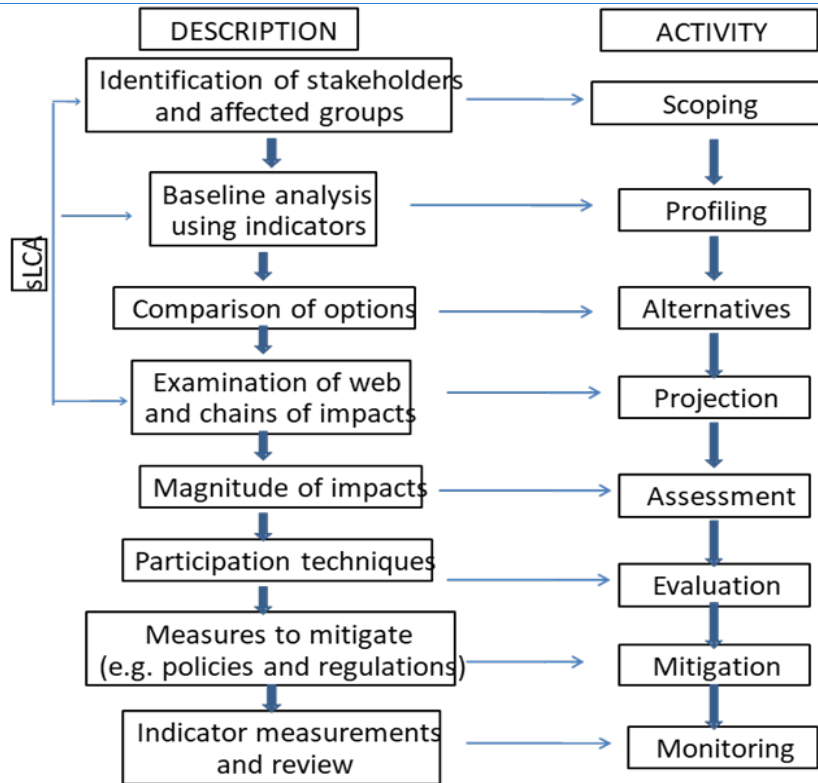 DESCRIPTION
ACTIVITY
Identification of stakeholders
and affected groups
Scoping
Baseline analysis
using indicators
Profiling
sLCA
Comparison of options
Alternatives
Examination of web
and chains of impacts
Projection
Magnitude of impacts
Assessment
Participation techniques
Evaluation
Measures to mitigate
(e.g. policies and regulations)
Mitigation
Indicator measurements
and review
Monitoring